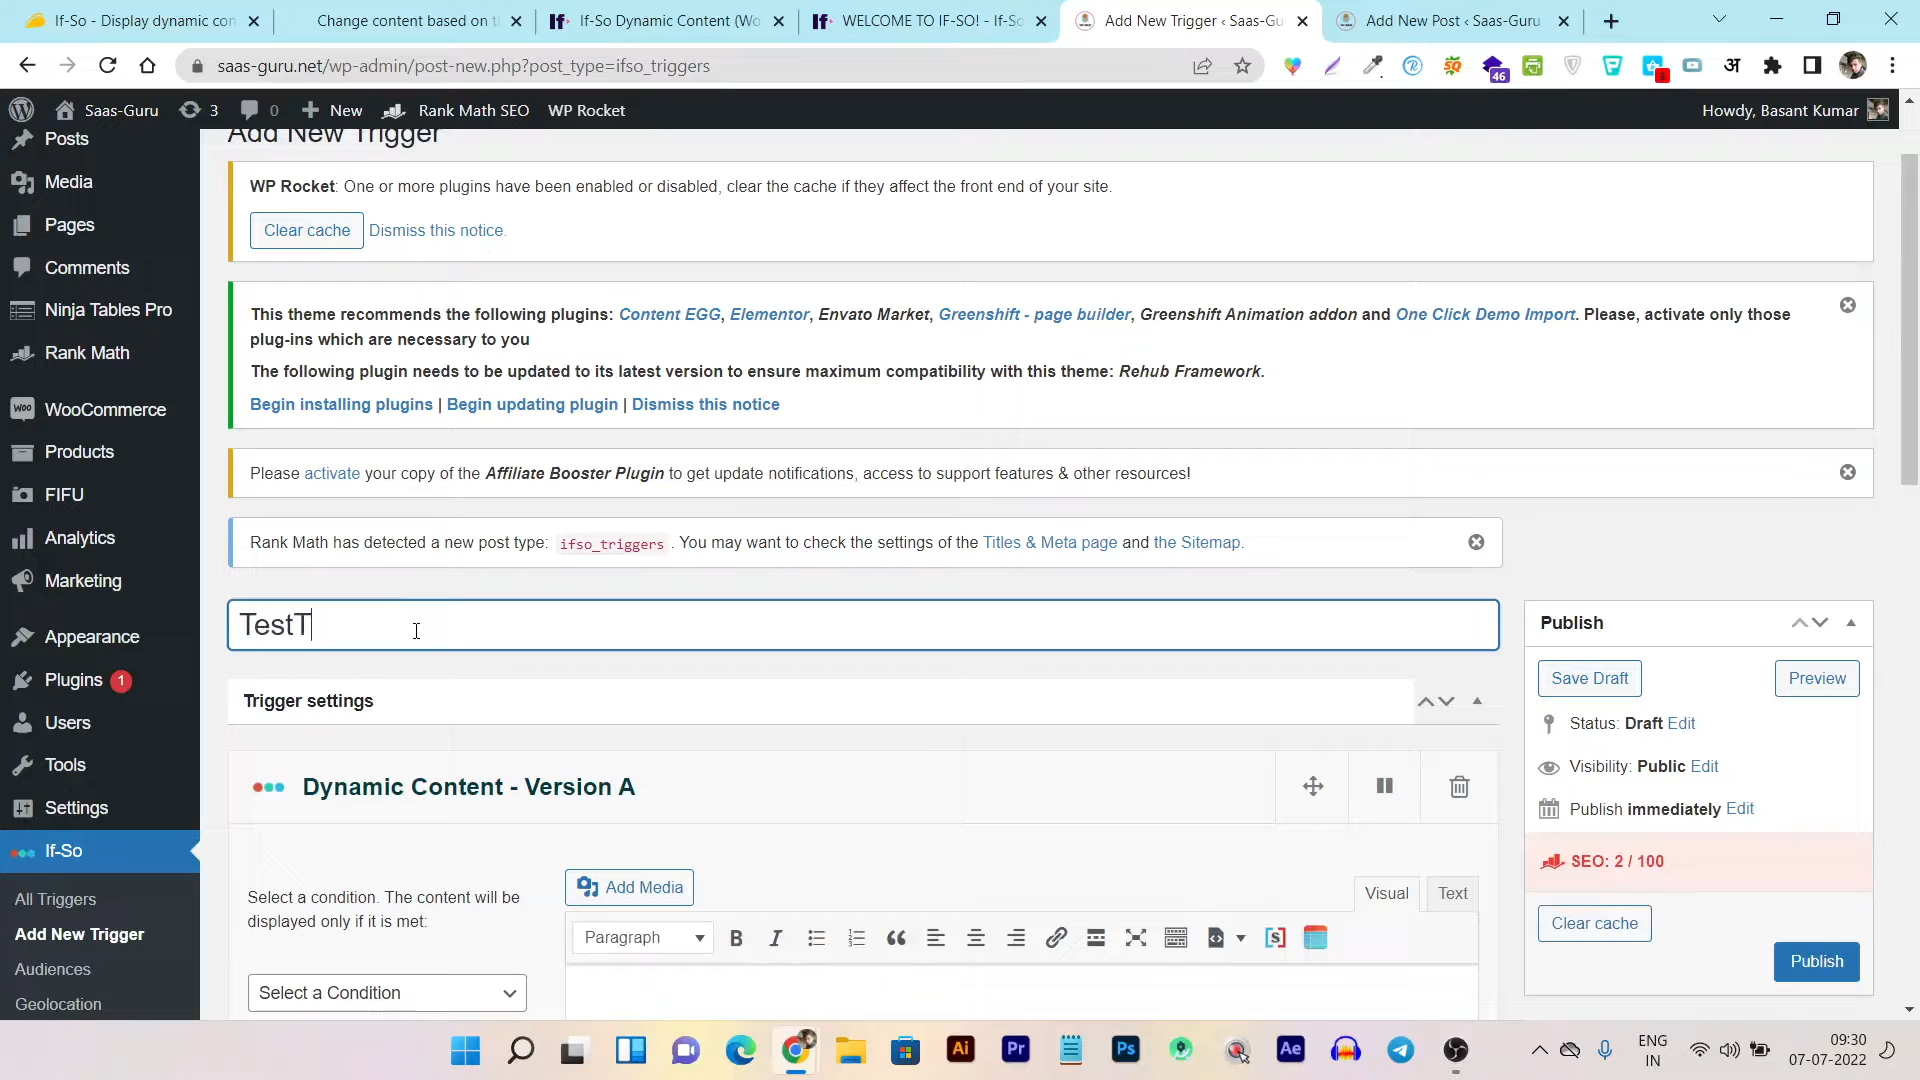 If-So - Display dynamic con
Change content based on t
If-So Dynamic Content (Wo
WELCOME TO IF-SO! - If-So
Add New Trigger ‹ Saas-Gu
Add New Post ‹ Saas-Guru
saas-guru.net/wp-admin/post-new.php?post_type=ifso_triggers
46
Saas-Guru
3
0
New
Rank Math SEO
WP Rocket
Howdy, Basant Kumar
Posts
Media
Pages
Comments
Ninja Tables Pro
Rank Math
WooCommerce
Products
FIFU
Analytics
Marketing
Appearance
Plugins 1
Users
Tools
Settings
If-So
All Triggers
Add New Trigger
Audiences
Geolocation
Add New Trigger
WP Rocket: One or more plugins have been enabled or disabled, clear the cache if they affect the front end of your site.
Clear cache Dismiss this notice.
This theme recommends the following plugins: Content EGG, Elementor, Envato Market, Greenshift - page builder, Greenshift Animation addon and One Click Demo Import. Please, activate only those
plug-ins which are necessary to you
The following plugin needs to be updated to its latest version to ensure maximum compatibility with this theme: Rehub Framework.
Begin installing plugins | Begin updating plugin | Dismiss this notice
Please activate your copy of the Affiliate Booster Plugin to get update notifications, access to support features & other resources!
Rank Math has detected a new post type: ifso_triggers . You may want to check the settings of the Titles & Meta page and the Sitemap.
TestT
Trigger settings
Dynamic Content - Version A
Select a condition. The content will be
displayed only if it is met:
Select a Condition
Add Media
Visual
Text
Paragraph
Publish
Save Draft
Preview
Status: Draft Edit
Visibility: Public Edit
Publish immediately Edit
SEO: 2 / 100
Clear cache
Publish
Ai
Pr
Ps
Ae
ENG
IN
09:30
07-07-2022